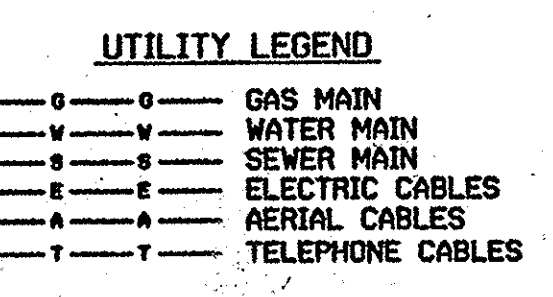 UTILITY LEGEND
G G GAS MAIN
W W WATER MAIN
S S SEWER MAIN
E E ELECTRIC CABLES
A A AERIAL CABLES
T T TELEPHONE CABLES